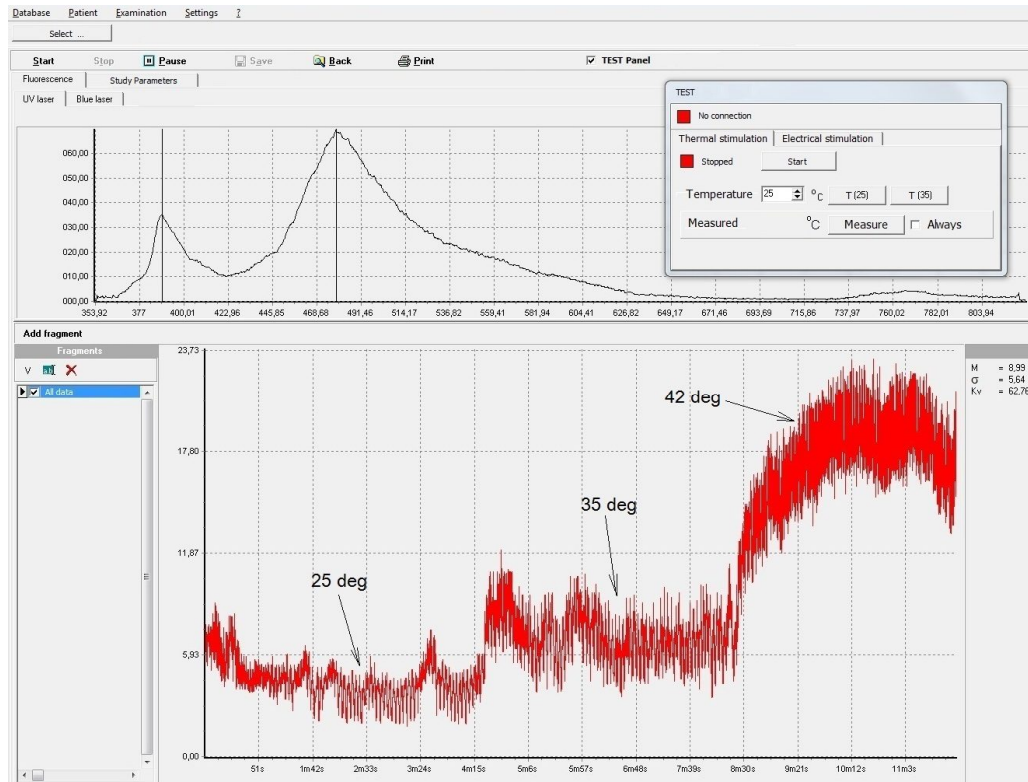 Database Patient Examination Settings ?
Select ...
Start Stop Pause Save Back Print TEST Panel
Fluorescence Study Parameters
UV laser Blue laser
TEST
No connection
Thermal stimulation Electrical stimulation
Stopped Start
Temperature 25 °C T (25) T (35)
Measured °C Measure Always
060,00
050,00
040,00
030,00
020,00
010,00
000,00
353,92 377 400,01 422,96 445,85 468,68 491,46 514,17 536,82 559,41 581,94 604,41 626,82 649,17 671,46 693,69 715,86 737,97 760,02 782,01 803,94
Add fragment
Fragments
V
All data
23,73
17,80
11,87
5,93
0,00
42 deg
35 deg
25 deg
M = 8,99
σ = 5,64
Kv = 62,76
51s 1m42s 2m33s 3m24s 4m15s 5m6s 5m57s 6m48s 7m39s 8m30s 9m21s 10m12s 11m3s